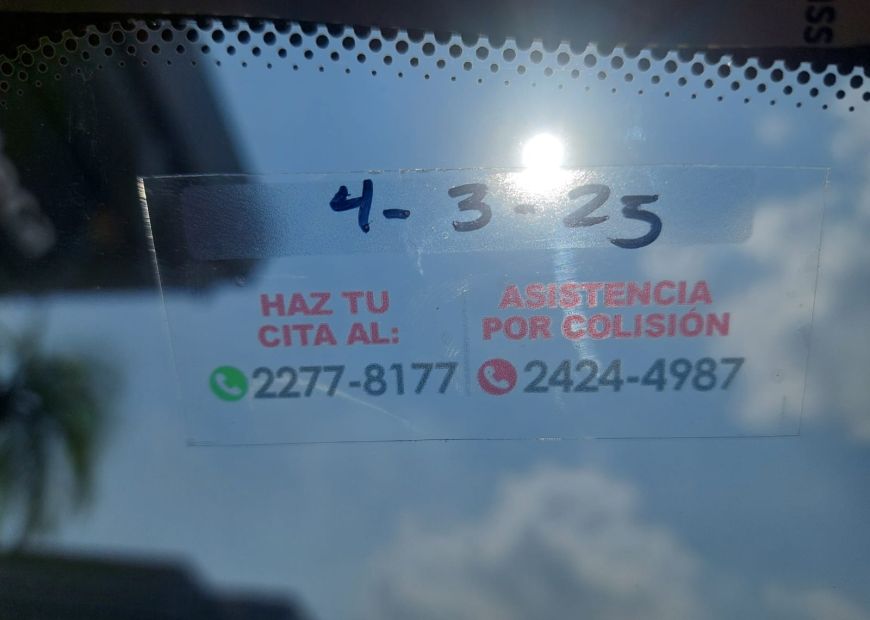 4-3-25
HAZ TU
CITA AL:
2277-8177
ASISTENCIA
POR COLISIÓN
2424-4987